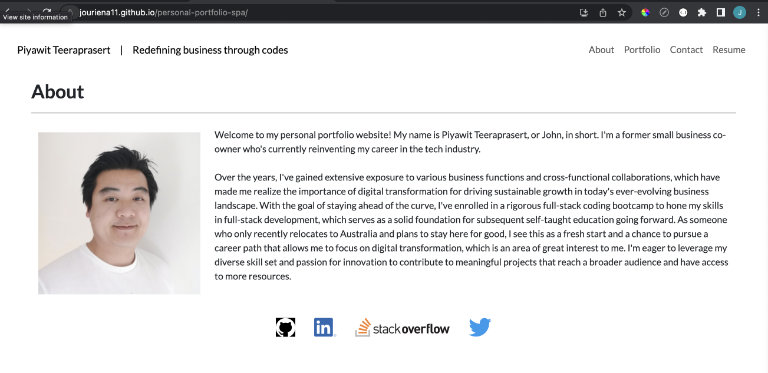 jouriena11.github.io/personal-portfolio-spa/
View site information
J
Piyawit Teeraprasert | Redefining business through codes
About Portfolio Contact Resume
About
Welcome to my personal portfolio website! My name is Piyawit Teeraprasert, or John, in short. I'm a former small business co-
owner who's currently reinventing my career in the tech industry.
Over the years, I've gained extensive exposure to various business functions and cross-functional collaborations, which have
made me realize the importance of digital transformation for driving sustainable growth in today's ever-evolving business
landscape. With the goal of staying ahead of the curve, I've enrolled in a rigorous full-stack coding bootcamp to hone my skills
in full-stack development, which serves as a solid foundation for subsequent self-taught education going forward. As someone
who only recently relocates to Australia and plans to stay here for good, I see this as a fresh start and a chance to pursue a
career path that allows me to focus on digital transformation, which is an area of great interest to me. I'm eager to leverage my
diverse skill set and passion for innovation to contribute to meaningful projects that reach a broader audience and have access
to more resources.
in stackoverflow